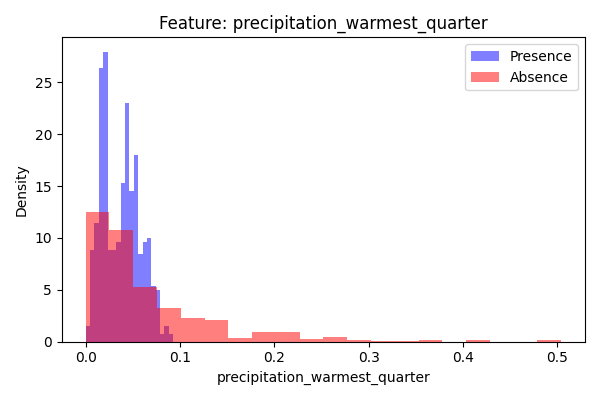 Feature: precipitation_warmest_quarter
Presence
Absence
Density
25
20
15
10
5
0
0.0 0.1 0.2 0.3 0.4 0.5
precipitation_warmest_quarter